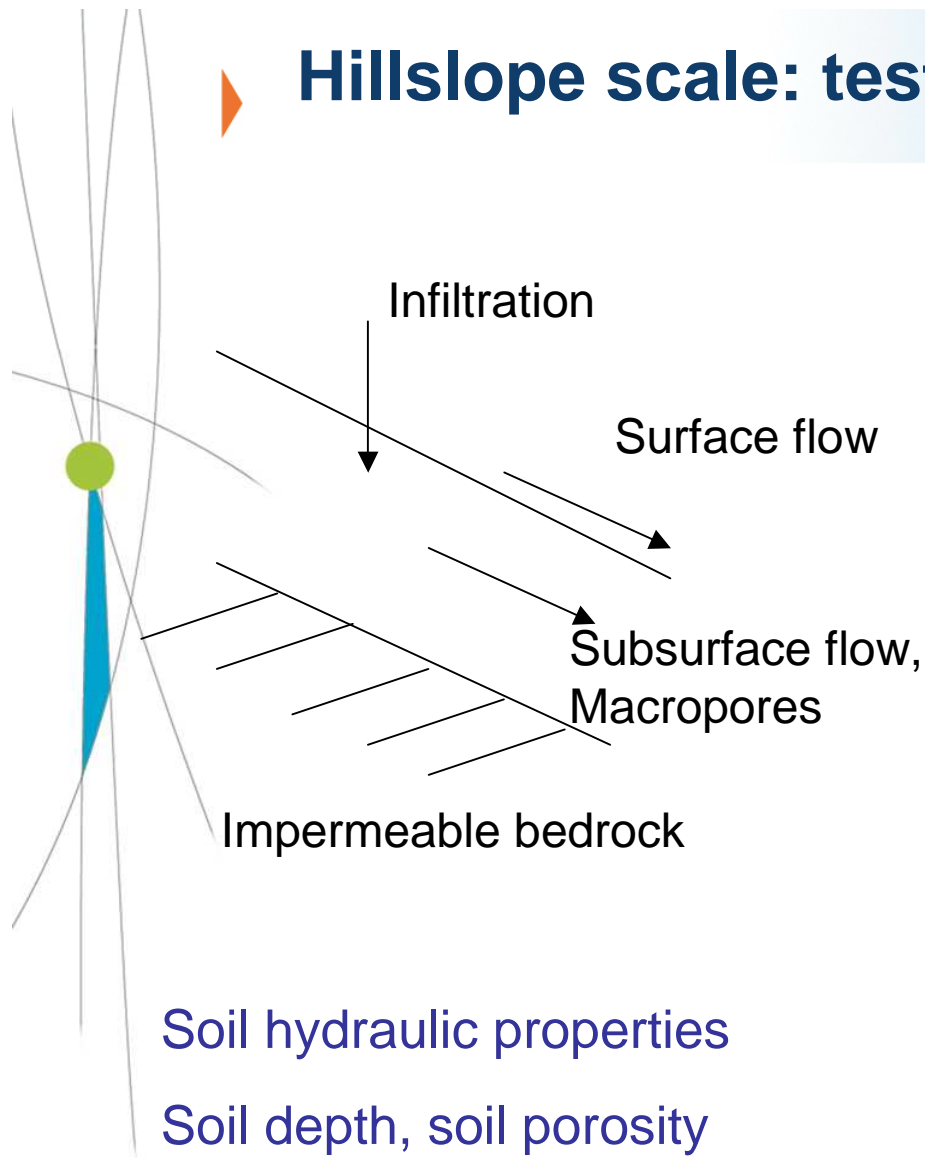 Hillslope scale: tes
Infiltration
Surface flow
Subsurface flow,
Macropores
Impermeable bedrock
Soil hydraulic properties
Soil depth, soil porosity